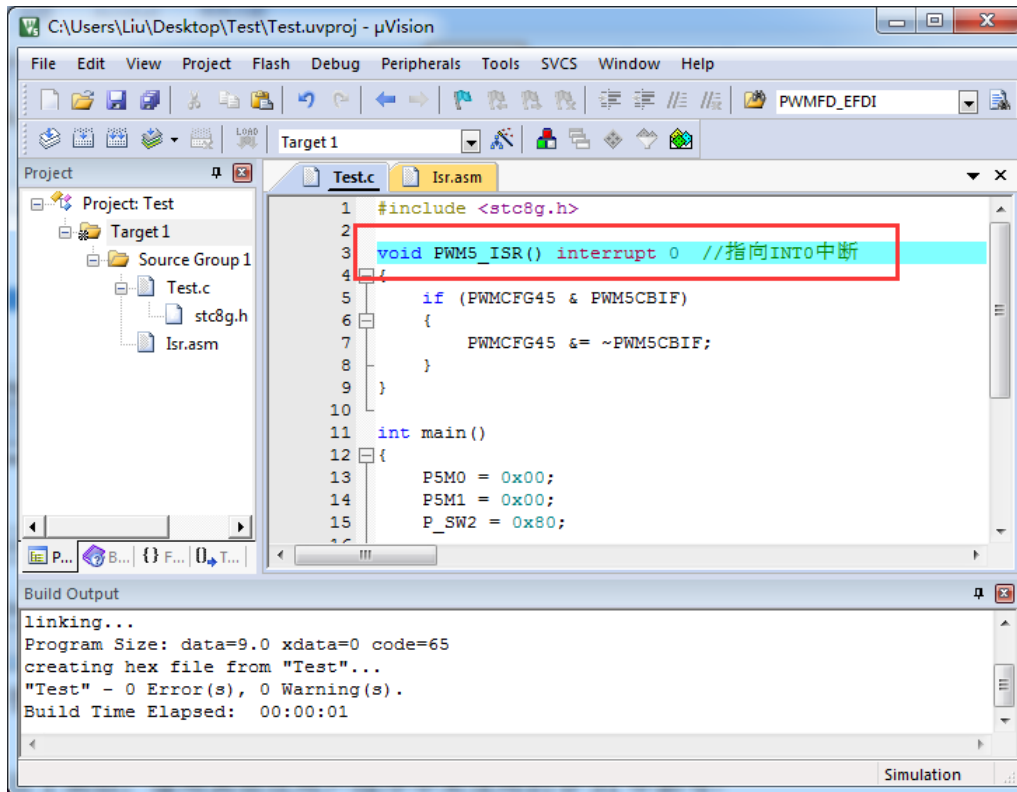 C:\Users\Liu\Desktop\Test\Test.uvproj - µVision
File Edit View Project Flash Debug Peripherals Tools SVCS Window Help
PWMFD_EFDI
LOAD Target 1
Project
Test.c Isr.asm
Project: Test
Target 1
Source Group 1
Test.c
stc8g.h
Isr.asm
1 #include <stc8g.h>
2
3 void PWM5_ISR() interrupt 0 //指向INT0中断
4 {
5 if (PWMCFG45 & PWM5CBIF)
6 {
7 PWMCFG45 &= ~PWM5CBIF;
8 }
9 }
10
11 int main()
12 {
13 P5M0 = 0x00;
14 P5M1 = 0x00;
15 P_SW2 = 0x80;
P... B... {} F... 0 T...
Build Output
linking...
Program Size: data=9.0 xdata=0 code=65
creating hex file from "Test"...
"Test" - 0 Error(s), 0 Warning(s).
Build Time Elapsed: 00:00:01
Simulation